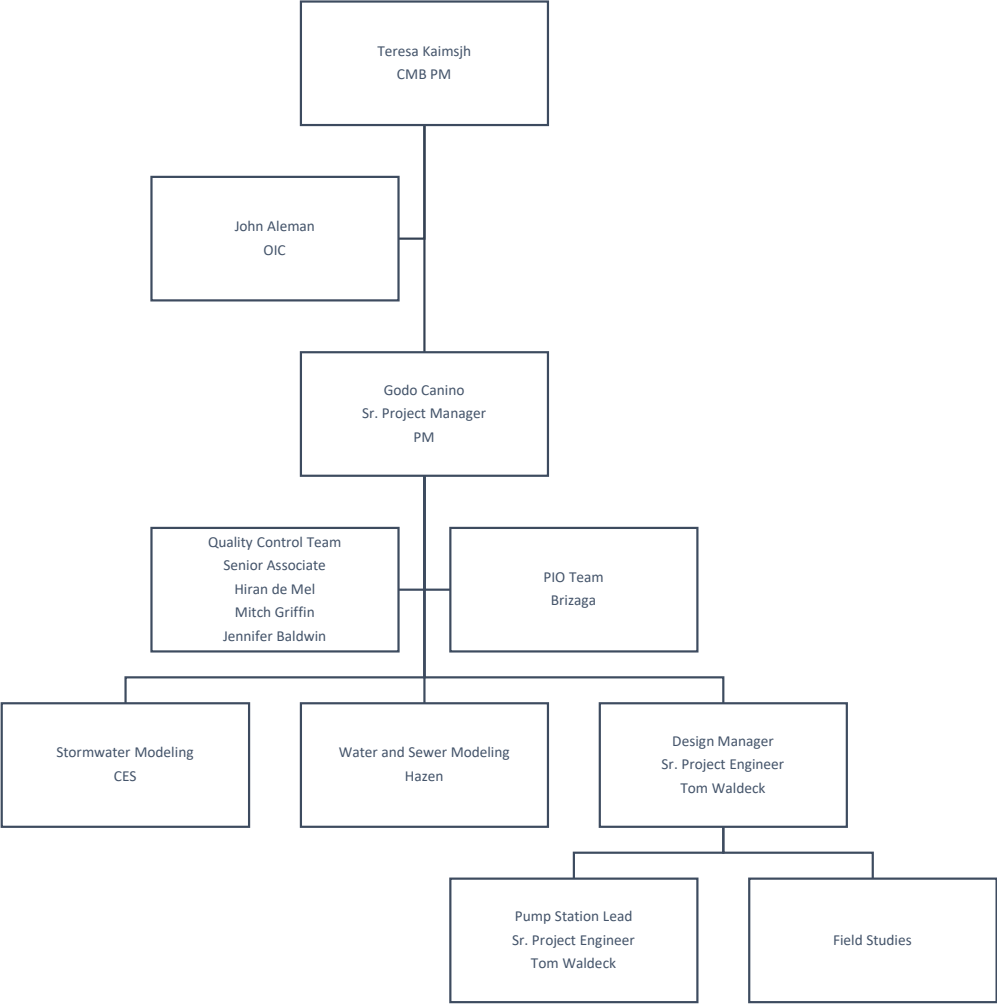 Teresa Kaimsjh
CMB PM
John Aleman
OIC
Godo Canino
Sr. Project Manager
PM
Quality Control Team
Senior Associate
Hiran de Mel
Mitch Griffin
Jennifer Baldwin
PIO Team
Brizaga
Stormwater Modeling
CES
Water and Sewer Modeling
Hazen
Design Manager
Sr. Project Engineer
Tom Waldeck
Pump Station Lead
Sr. Project Engineer
Tom Waldeck
Field Studies